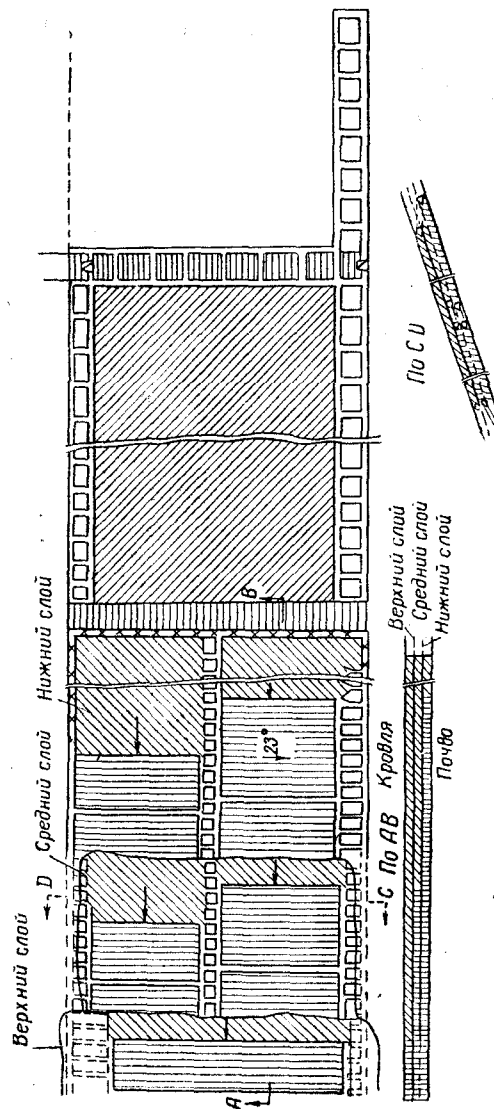 Верхний слой
Средний слой
Нижний слой
D
23°
A
B
C
По AB
Кровля
Почва
Верхний слой
Средний слой
Нижний слой
По CD